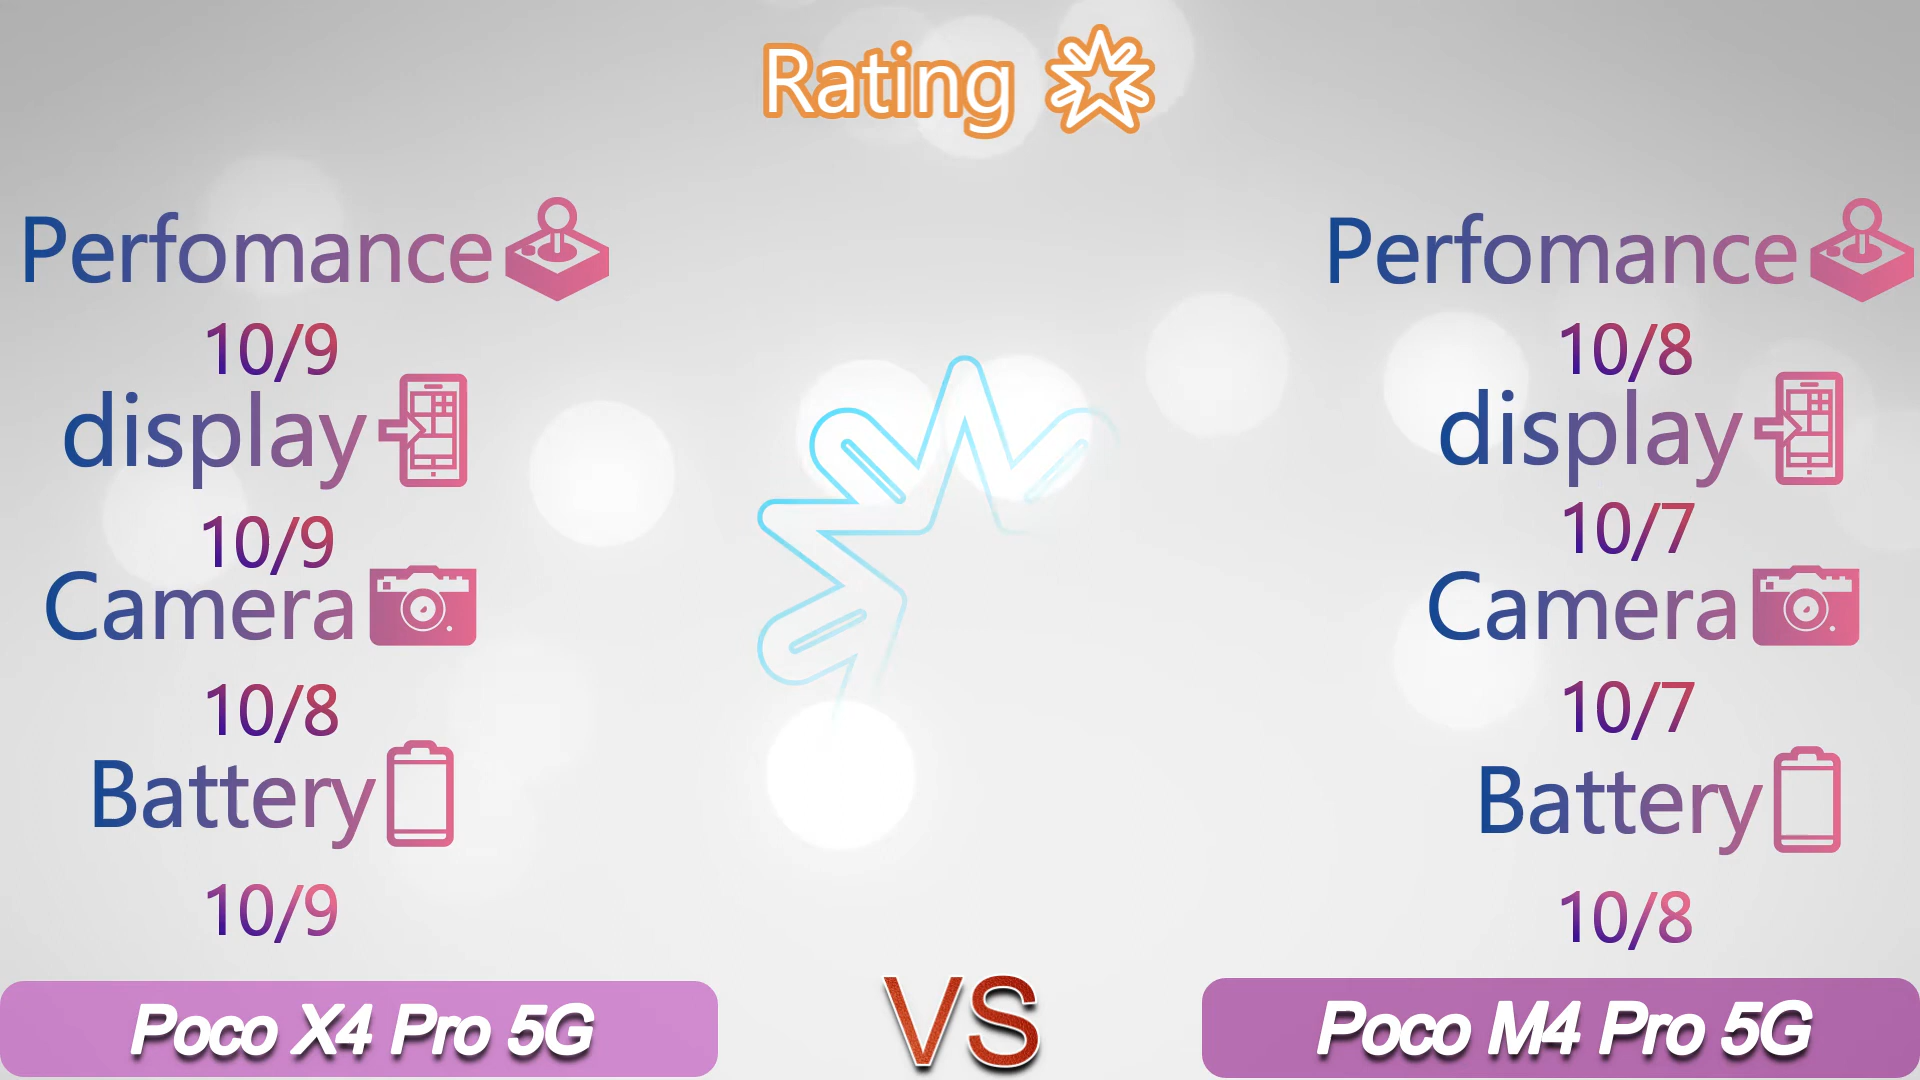 Rating
Perfomance
10/9
display
10/9
Camera
10/8
Battery
10/9
Poco X4 Pro 5G
VS
Perfomance
10/8
display
10/7
Camera
10/7
Battery
10/8
Poco M4 Pro 5G